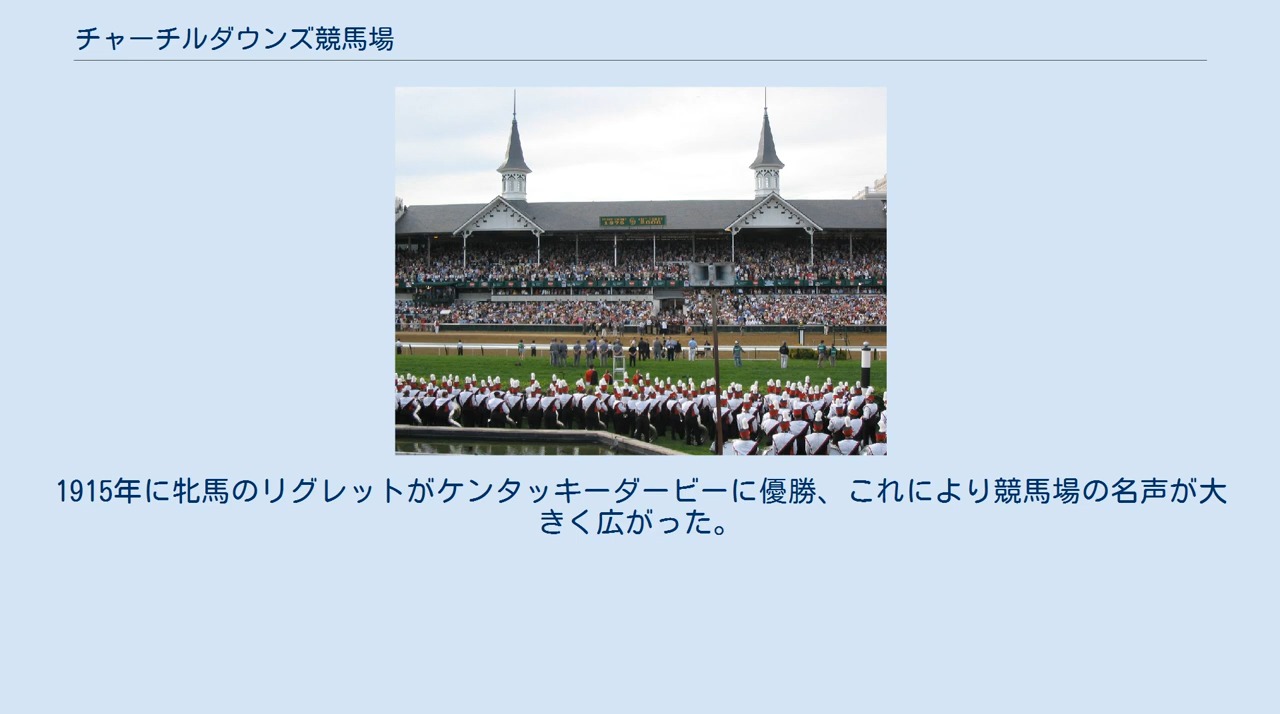 チャーチルダウンズ競馬場
1915年に牝馬のリグレットがケンタッキーダービーに優勝、これにより競馬場の名声が大
きく広がった。